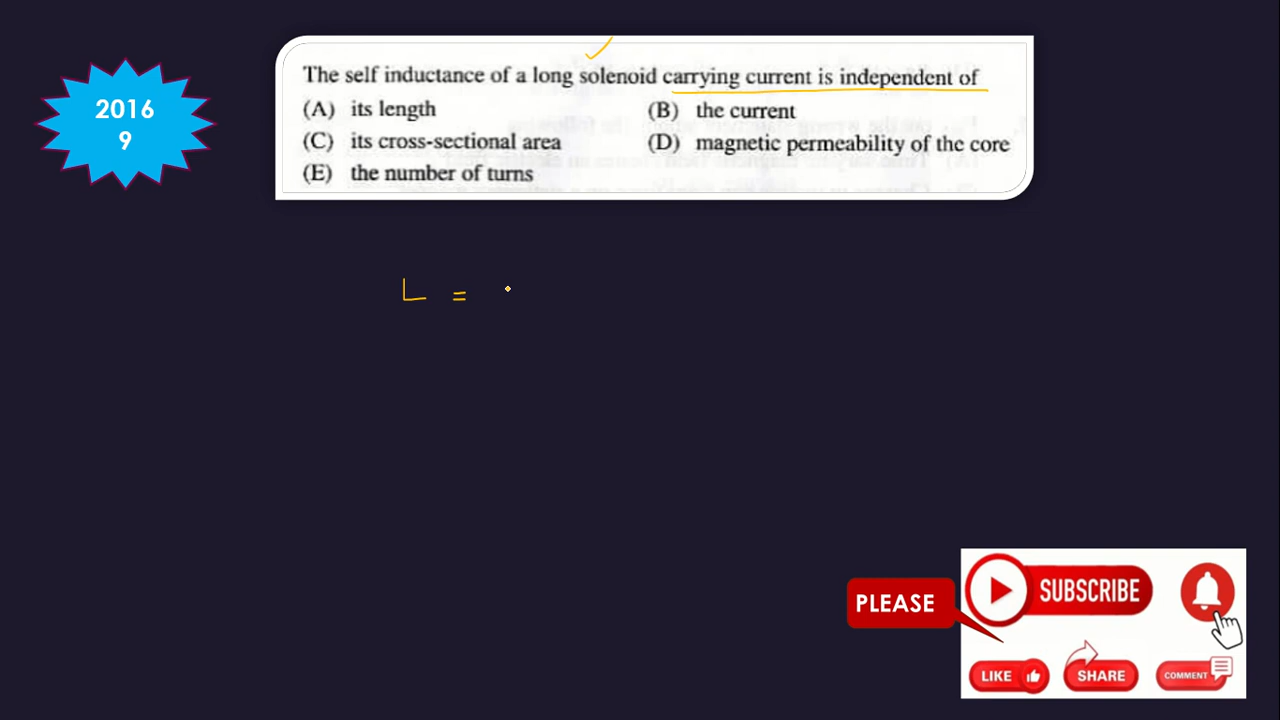 2016
9
The self inductance of a long solenoid carrying current is independent of
(A) its length
(B) the current
(C) its cross-sectional area
(D) magnetic permeability of the core
(E) the number of turns
L =
PLEASE
SUBSCRIBE
LIKE
SHARE
COMMENT